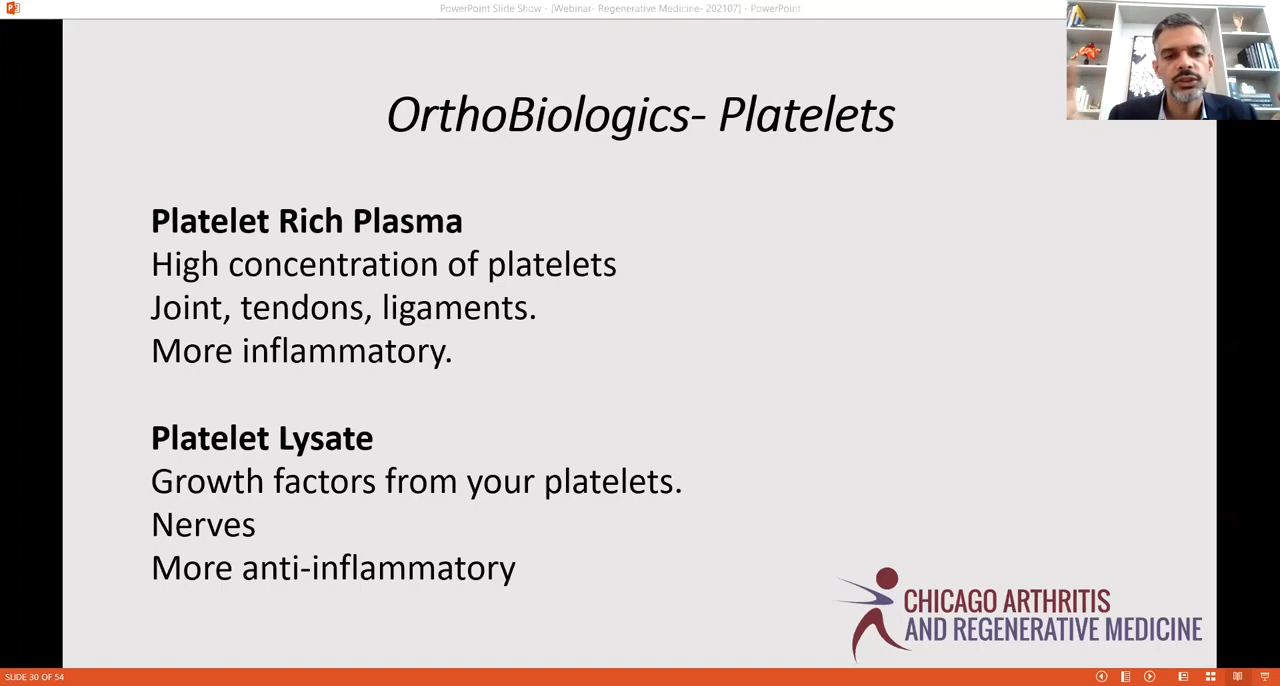 PowerPoint Slide Show - [Webinar- Regenerative Medicine- 202107] - PowerPoint
OrthoBiologics- Platelets
Platelet Rich Plasma
High concentration of platelets
Joint, tendons, ligaments.
More inflammatory.
Platelet Lysate
Growth factors from your platelets.
Nerves
More anti-inflammatory
CHICAGO ARTHRITIS
AND REGENERATIVE MEDICINE
SLIDE 30 OF 54